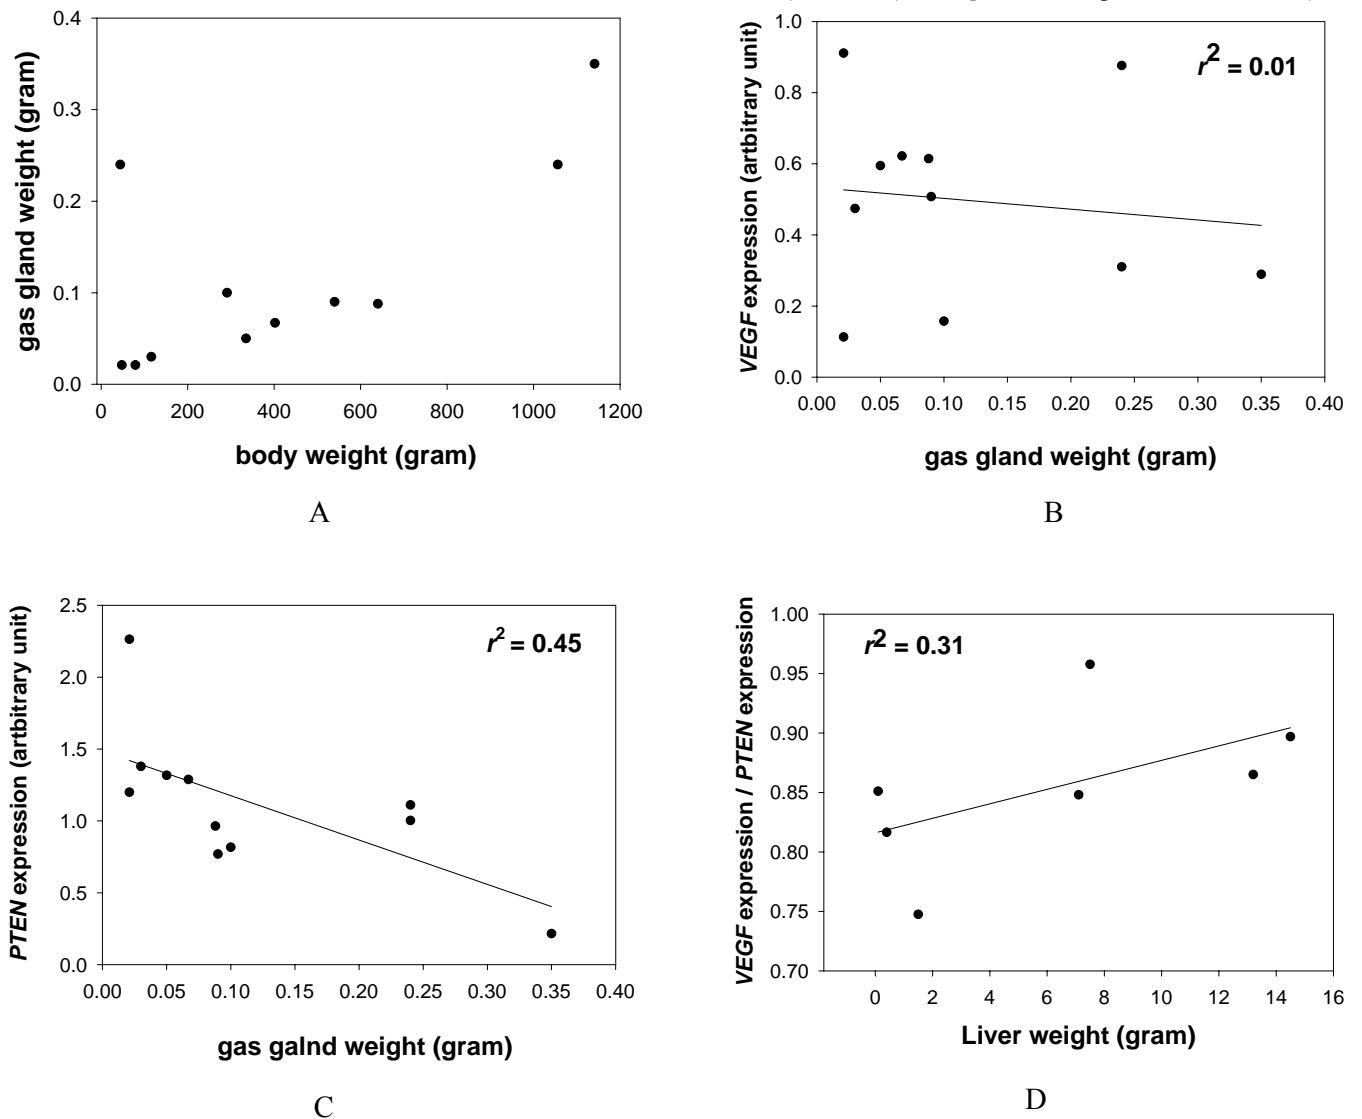 0.4
0.3
0.2
0.1
0.0
0 200 400 600 800 1000 1200
gas gland weight (gram)
body weight (gram)
A
1.0
0.8
0.6
0.4
0.2
0.0
0.00 0.05 0.10 0.15 0.20 0.25 0.30 0.35 0.40
VEGF expression (artbitrary unit)
r2 = 0.01
gas gland weight (gram)
B
2.5
2.0
1.5
1.0
0.5
0.0
0.00 0.05 0.10 0.15 0.20 0.25 0.30 0.35 0.40
PTEN expression (artbitrary unit)
r2 = 0.45
gas galnd weight (gram)
C
1.00
0.95
0.90
0.85
0.80
0.75
0.70
0 2 4 6 8 10 12 14 16
VEGF expression / PTEN expression
r2 = 0.31
Liver weight (gram)
D